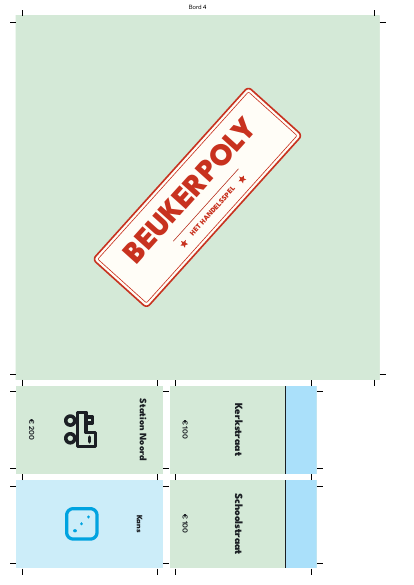 Bord 4
BEUKERPOLY
HET HANDELSSPEL
Station Noord
€ 200
Kerkstraat
€ 100
Kans
Schoolstraat
€ 100